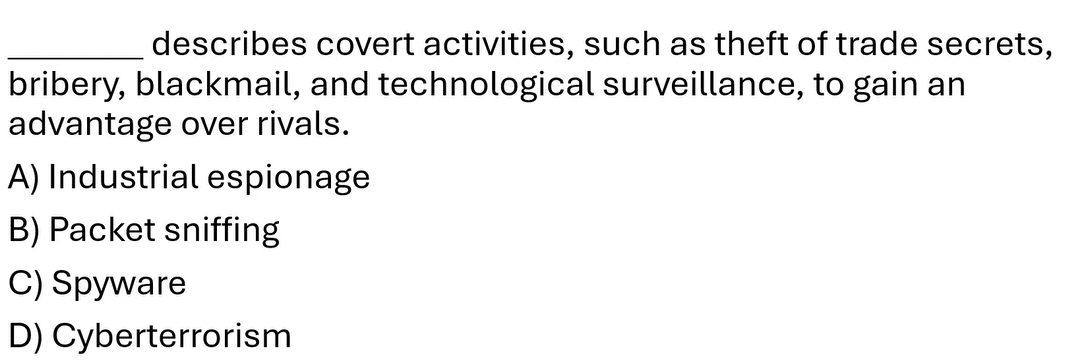 _________ describes covert activities, such as theft of trade secrets,
bribery, blackmail, and technological surveillance, to gain an
advantage over rivals.
A) Industrial espionage
B) Packet sniffing
C) Spyware
D) Cyberterrorism